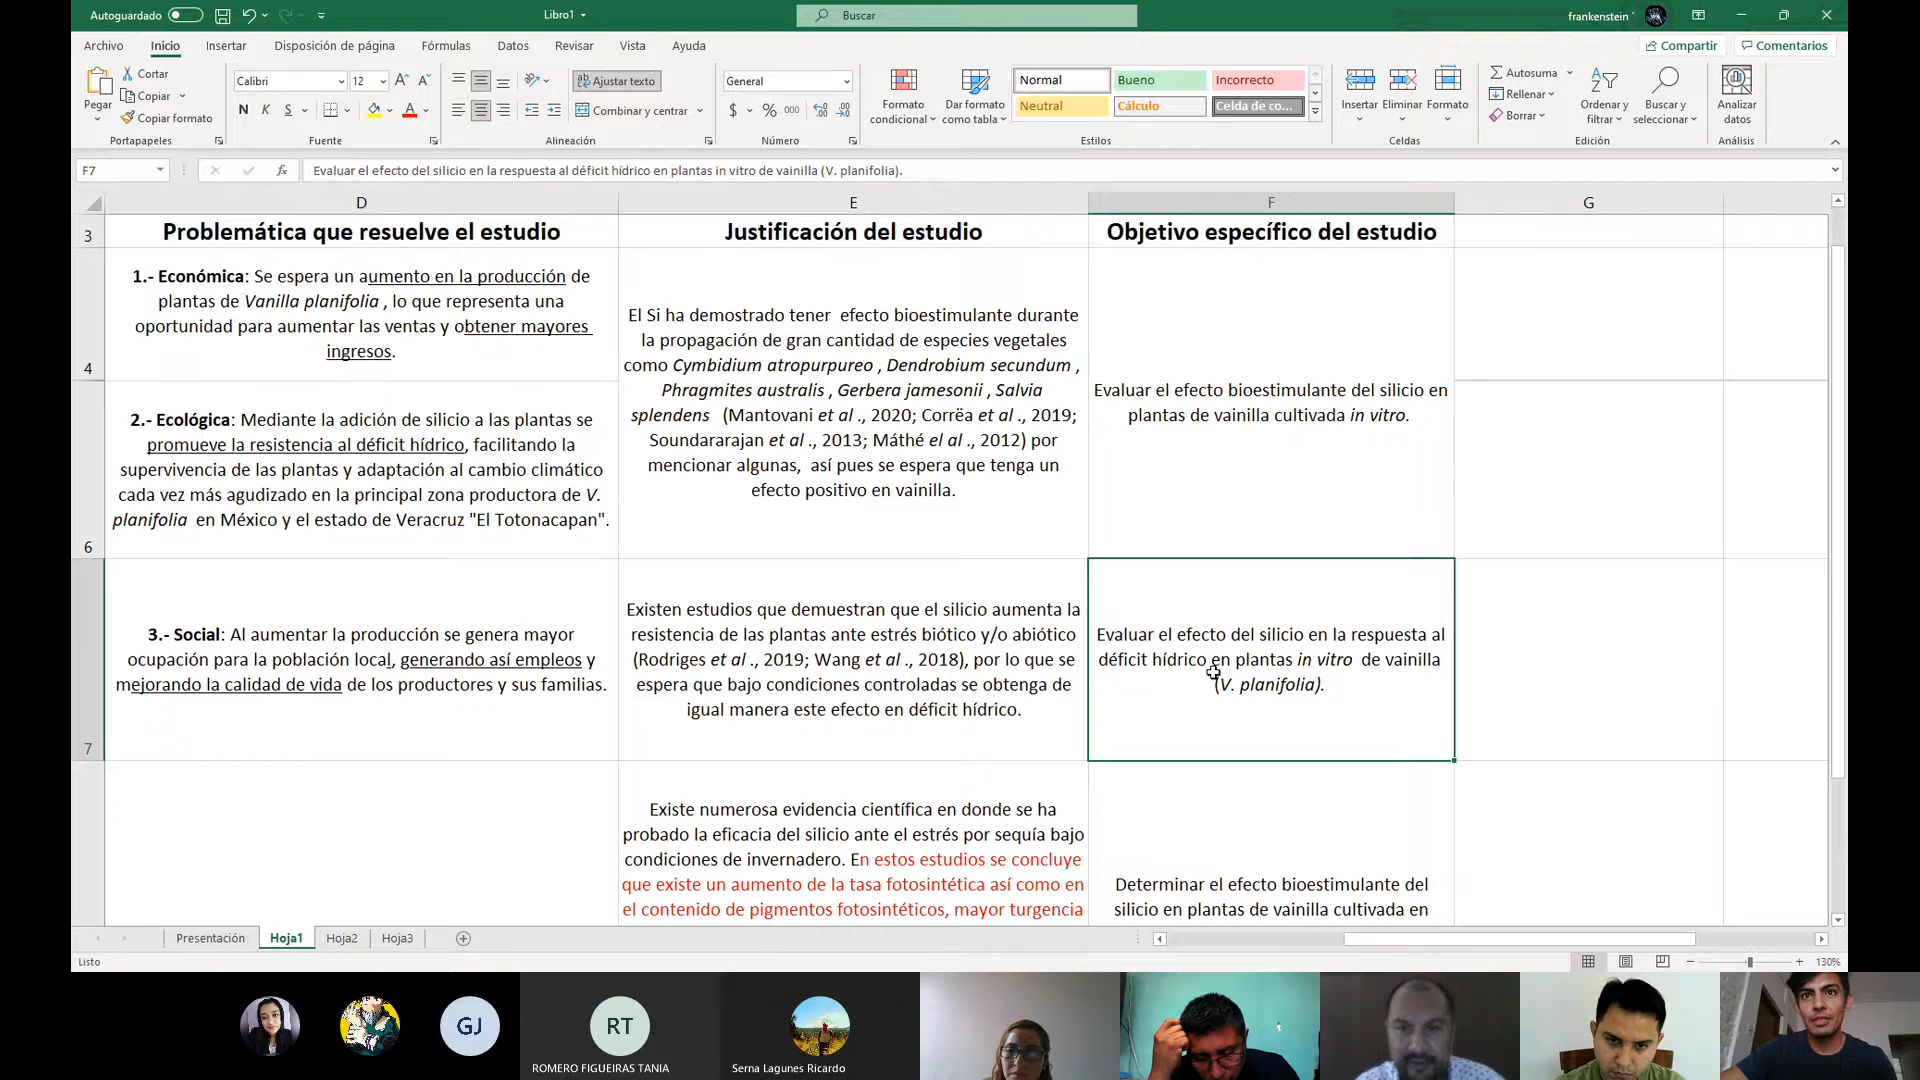 Autoguardado
Libro1
Buscar
frankenstein ´
Archivo Inicio Insertar Disposición de página Fórmulas Datos Revisar Vista Ayuda
Compartir
Comentarios
Pegar
Cortar
Copiar
Copiar formato
Portapapeles
Calibri 12
N K S
Fuente
Ajustar texto
Combinar y centrar
Alineación
General
$ % 000
Número
Formato condicional
Dar formato como tabla
Normal Bueno Incorrecto
Neutral Cálculo Celda de co...
Estilos
Insertar Eliminar Formato
Celdas
Autosuma
Rellenar
Borrar
Ordenar y filtrar
Buscar y seleccionar
Edición
Analizar datos
Análisis
F7
fx
Evaluar el efecto del silicio en la respuesta al déficit hídrico en plantas in vitro de vainilla (V. planifolia).
D E F G
3
Problemática que resuelve el estudio
Justificación del estudio
Objetivo específico del estudio
1.- Económica: Se espera un aumento en la producción de
plantas de Vanilla planifolia , lo que representa una
oportunidad para aumentar las ventas y obtener mayores
ingresos.
4
2.- Ecológica: Mediante la adición de silicio a las plantas se
promueve la resistencia al déficit hídrico, facilitando la
supervivencia de las plantas y adaptación al cambio climático
cada vez más agudizado en la principal zona productora de V.
planifolia en México y el estado de Veracruz "El Totonacapan".
6
El Si ha demostrado tener efecto bioestimulante durante
la propagación de gran cantidad de especies vegetales
como Cymbidium atropurpureo , Dendrobium secundum ,
Phragmites australis , Gerbera jamesonii , Salvia
splendens (Mantovani et al ., 2020; Corrëa et al ., 2019;
Soundararajan et al ., 2013; Máthé el al ., 2012) por
mencionar algunas, así pues se espera que tenga un
efecto positivo en vainilla.
Evaluar el efecto bioestimulante del silicio en
plantas de vainilla cultivada in vitro.
3.- Social: Al aumentar la producción se genera mayor
ocupación para la población local, generando así empleos y
mejorando la calidad de vida de los productores y sus familias.
7
Existen estudios que demuestran que el silicio aumenta la
resistencia de las plantas ante estrés biótico y/o abiótico
(Rodriges et al ., 2019; Wang et al ., 2018), por lo que se
espera que bajo condiciones controladas se obtenga de
igual manera este efecto en déficit hídrico.
Evaluar el efecto del silicio en la respuesta al
déficit hídrico en plantas in vitro de vainilla
(V. planifolia).
Existe numerosa evidencia científica en donde se ha
probado la eficacia del silicio ante el estrés por sequía bajo
condiciones de invernadero. En estos estudios se concluye
que existe un aumento de la tasa fotosintética así como en
el contenido de pigmentos fotosintéticos, mayor turgencia
Determinar el efecto bioestimulante del
silicio en plantas de vainilla cultivada en
Presentación Hoja1 Hoja2 Hoja3
Listo
130%
GJ
RT
ROMERO FIGUEIRAS TANIA
Serna Lagunes Ricardo